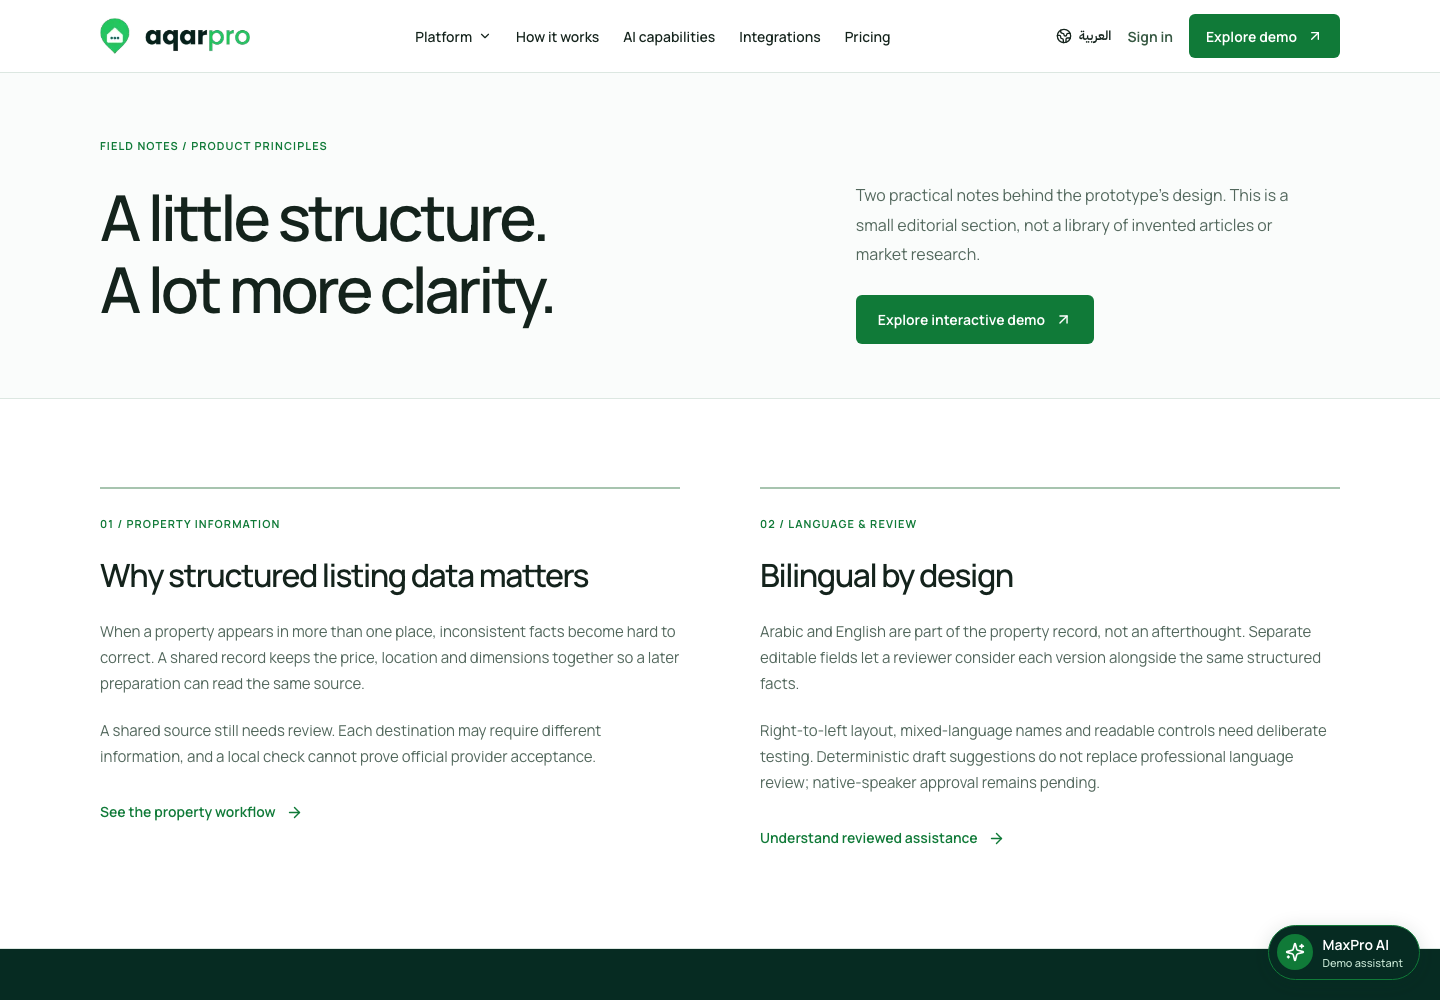 aqarpro
Platform
How it works
AI capabilities
Integrations
Pricing
العربية
Sign in
Explore demo
FIELD NOTES / PRODUCT PRINCIPLES
A little structure.
A lot more clarity.
Two practical notes behind the prototype's design. This is a
small editorial section, not a library of invented articles or
market research.
Explore interactive demo
01 / PROPERTY INFORMATION
Why structured listing data matters
When a property appears in more than one place, inconsistent facts become hard to
correct. A shared record keeps the price, location and dimensions together so a later
preparation can read the same source.
A shared source still needs review. Each destination may require different
information, and a local check cannot prove official provider acceptance.
See the property workflow
02 / LANGUAGE & REVIEW
Bilingual by design
Arabic and English are part of the property record, not an afterthought. Separate
editable fields let a reviewer consider each version alongside the same structured
facts.
Right-to-left layout, mixed-language names and readable controls need deliberate
testing. Deterministic draft suggestions do not replace professional language
review; native-speaker approval remains pending.
Understand reviewed assistance
MaxPro AI
Demo assistant